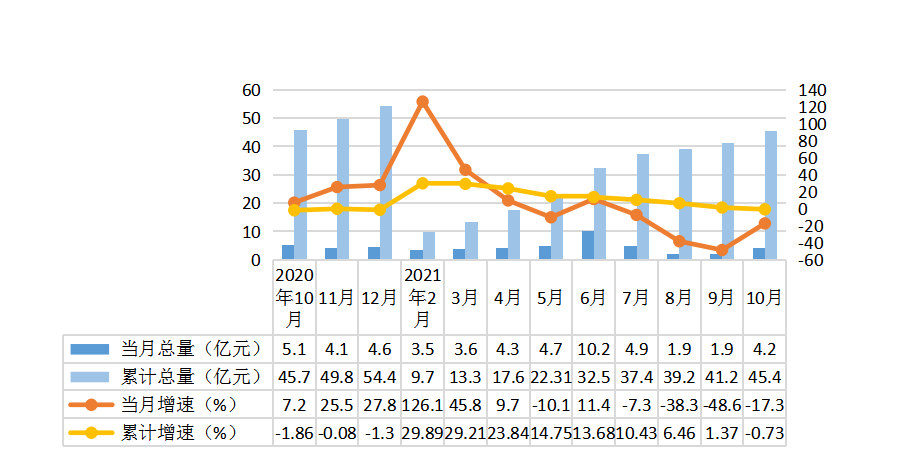 60 140
50 120
40 100
30 80
20 60
10 40
0 20
0
-20
-40
-60
2020年10月 11月 12月 2021年2月 3月 4月 5月 6月 7月 8月 9月 10月
当月总量（亿元） 5.1 4.1 4.6 3.5 3.6 4.3 4.7 10.2 4.9 1.9 1.9 4.2
累计总量（亿元） 45.7 49.8 54.4 9.7 13.3 17.6 22.31 32.5 37.4 39.2 41.2 45.4
当月增速（%） 7.2 25.5 27.8 126.1 45.8 9.7 -10.1 11.4 -7.3 -38.3 -48.6 -17.3
累计增速（%） -1.86 -0.08 -1.3 29.89 29.21 23.84 14.75 13.68 10.43 6.46 1.37 -0.73